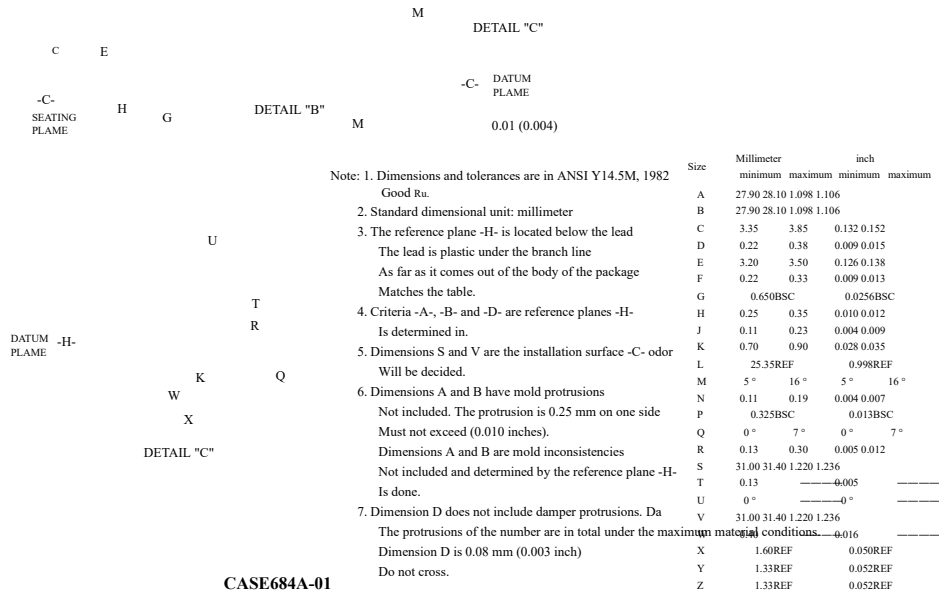 M
DETAIL "C"
C E
-C- DATUM
PLAME
-C-
SEATING
PLAME
H G DETAIL "B" M 0.01 (0.004)
U
T
R
DATUM -H-
PLAME
K Q
W
X
DETAIL "C"
Note: 1. Dimensions and tolerances are in ANSI Y14.5M, 1982
Good Ru.
2. Standard dimensional unit: millimeter
3. The reference plane -H- is located below the lead
The lead is plastic under the branch line
As far as it comes out of the body of the package
Matches the table.
4. Criteria -A-, -B- and -D- are reference planes -H-
Is determined in.
5. Dimensions S and V are the installation surface -C- odor
Will be decided.
6. Dimensions A and B have mold protrusions
Not included. The protrusion is 0.25 mm on one side
Must not exceed (0.010 inches).
Dimensions A and B are mold inconsistencies
Not included and determined by the reference plane -H-
Is done.
7. Dimension D does not include damper protrusions. Da
The protrusions of the number are in total under the maximum material conditions.
Dimension D is 0.08 mm (0.003 inch)
Do not cross.
CASE684A-01
Size Millimeter inch
minimum maximum minimum maximum
A 27.90 28.10 1.098 1.106
B 27.90 28.10 1.098 1.106
C 3.35 3.85 0.132 0.152
D 0.22 0.38 0.009 0.015
E 3.20 3.50 0.126 0.138
F 0.22 0.33 0.009 0.013
G 0.650BSC 0.0256BSC
H 0.25 0.35 0.010 0.012
J 0.11 0.23 0.004 0.009
K 0.70 0.90 0.028 0.035
L 25.35REF 0.998REF
M 5 ° 16 ° 5 ° 16 °
N 0.11 0.19 0.004 0.007
P 0.325BSC 0.013BSC
Q 0 ° 7 ° 0 ° 7 °
R 0.13 0.30 0.005 0.012
S 31.00 31.40 1.220 1.236
T 0.13 ——— 0.005 ———
U 0 ° ——— 0 ° ———
V 31.00 31.40 1.220 1.236
W 0.40 ——— 0.016 ———
X 1.60REF 0.050REF
Y 1.33REF 0.052REF
Z 1.33REF 0.052REF